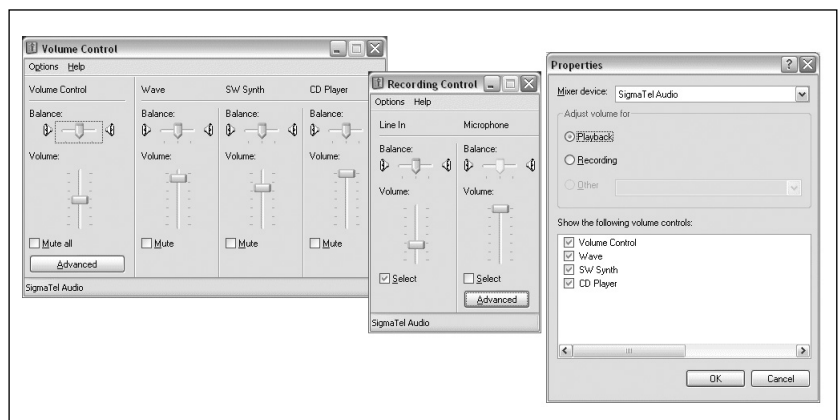 Volume Control
Options Help
Volume Control
Balance:
Volume:
Mute all
Advanced
Wave
Balance:
Volume:
Mute
SW Synth
Balance:
Volume:
Mute
CD Player
Balance:
Volume:
Mute
SigmaTel Audio
Recording Control
Options Help
Line In
Balance:
Volume:
Select
Microphone
Balance:
Volume:
Select
Advanced
SigmaTel Audio
Properties
Mixer device: SigmaTel Audio
Adjust volume for
Playback
Recording
Other
Show the following volume controls:
Volume Control
Wave
SW Synth
CD Player
OK Cancel